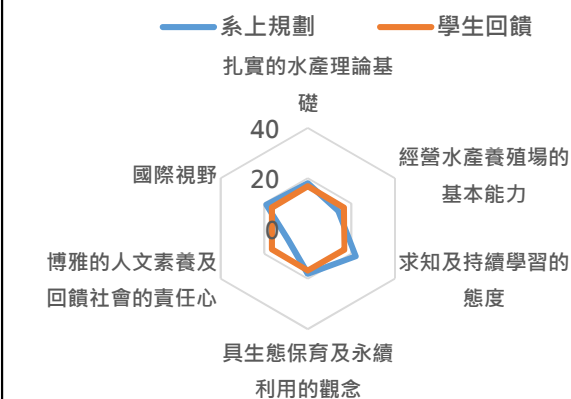 系上規劃 學生回饋
扎實的水產理論基
礎
40
經營水產養殖場的
基本能力
國際視野
20
0
博雅的人文素養及
回饋社會的責任心
求知及持續學習的
態度
具生態保育及永續
利用的觀念